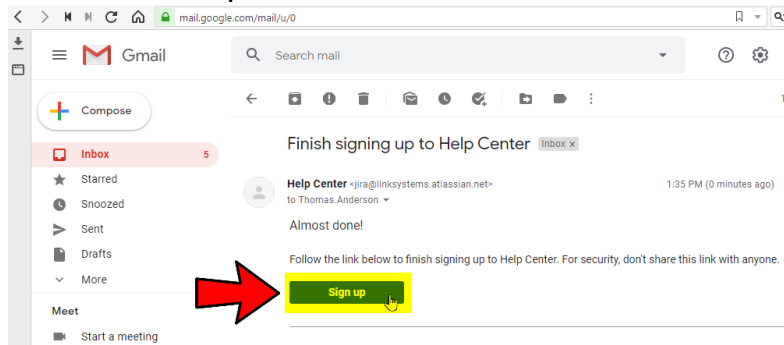 mail.google.com/mail/u/0
Gmail
Search mail
Compose
Finish signing up to Help Center Inbox x
Inbox 5
Starred
Snoozed
Sent
Drafts
More
Help Center <jira@linksystems.atlassian.net> 1:35 PM (0 minutes ago)
to Thomas.Anderson
Almost done!
Follow the link below to finish signing up to Help Center. For security, don't share this link with anyone.
Sign up
Meet
Start a meeting